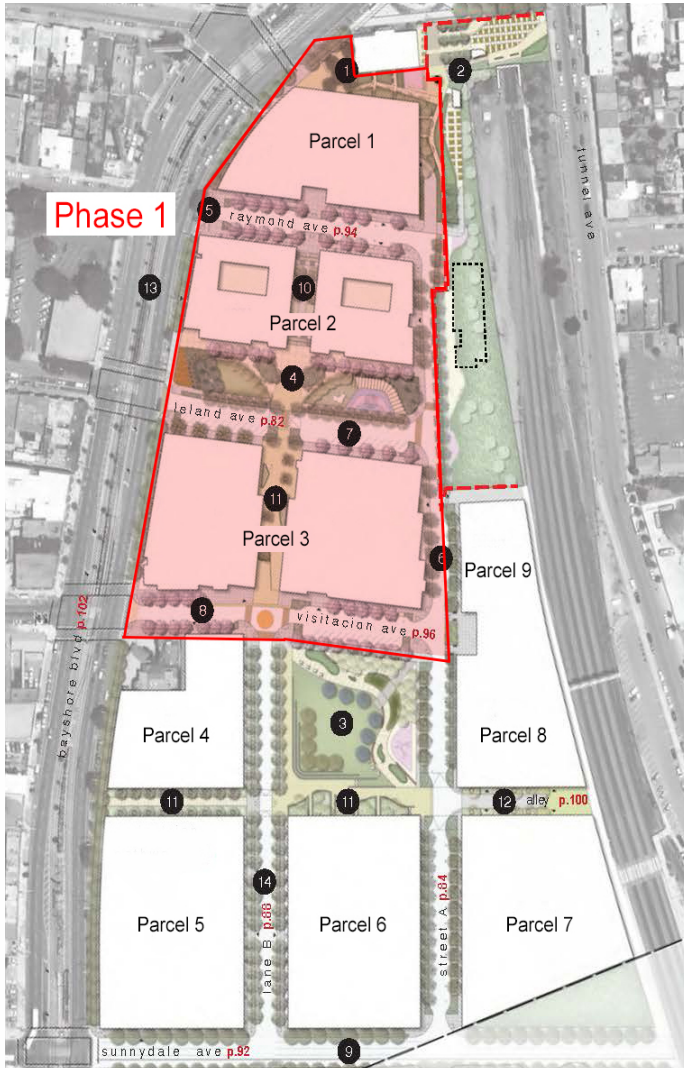 1
2
Parcel 1
tunnel ave
Phase 1
5
raymond ave p.94
13
10
Parcel 2
4
leland ave p.82
7
11
Parcel 3
6
Parcel 9
8
visitacion ave p.96
bayshore blvd p.102
3
Parcel 4
Parcel 8
11
11
12
alley p.100
14
lane B p.88
street A p.84
Parcel 5
Parcel 6
Parcel 7
sunnydale ave p.92
9